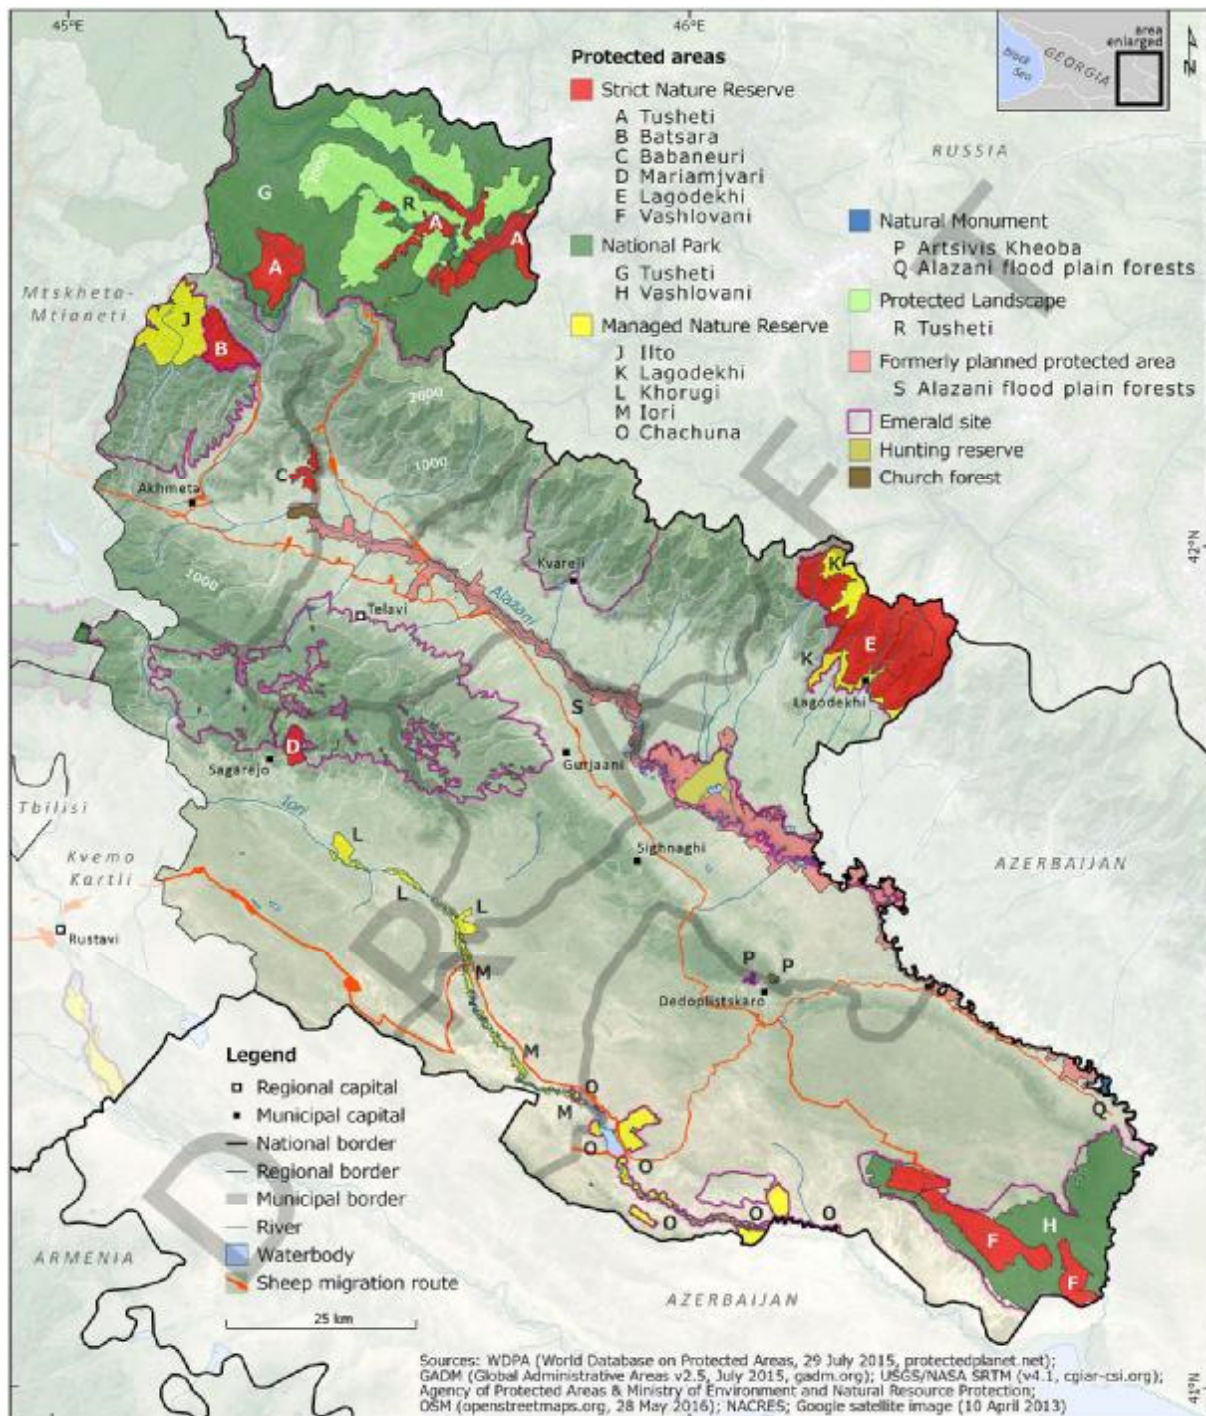 45°E
46°E
area
enlarged
black
Sea
GEORGIA
N
Protected areas
Strict Nature Reserve
A Tusheti
B Batsara
C Babaneuri
D Mariamjvari
E Lagodekhi
F Vashlovani
National Park
G Tusheti
H Vashlovani
Managed Nature Reserve
J Ilto
K Lagodekhi
L Khorugi
M Iori
O Chachuna
RUSSIA
Natural Monument
P Artsivis Kheoba
Q Alazani flood plain forests
Protected Landscape
R Tusheti
Formerly planned protected area
S Alazani flood plain forests
Emerald site
Hunting reserve
Church forest
G
R
A
A
A
Mtskheta-
Mtianeti
J
B
2000
1000
C
Akhmeta
42°N
Kvareli
K
1000
Alazani
Telavi
E
K
Lagodekhi
S
D
Gurjaani
Sagarejo
Tbilisi
Iori
L
Sighnaghi
AZERBAIJAN
Kvemo
Kartli
L
L
Rustavi
M
P
P
Dedoplistskaro
Legend
Regional capital
Municipal capital
National border
Regional border
Municipal border
River
Waterbody
Sheep migration route
25 km
M
O
M
O
O
O
O
O
Q
H
F
F
ARMENIA
AZERBAIJAN
DRAFT
41°N
Sources: WDPA (World Database on Protected Areas, 29 July 2015, protectedplanet.net);
GADM (Global Administrative Areas v2.5, July 2015, gadm.org); USGS/NASA SRTM (v4.1, cgiar-csi.org);
Agency of Protected Areas & Ministry of Environment and Natural Resource Protection;
OSM (openstreetmaps.org, 28 May 2016); NACRES; Google satellite image (10 April 2013)